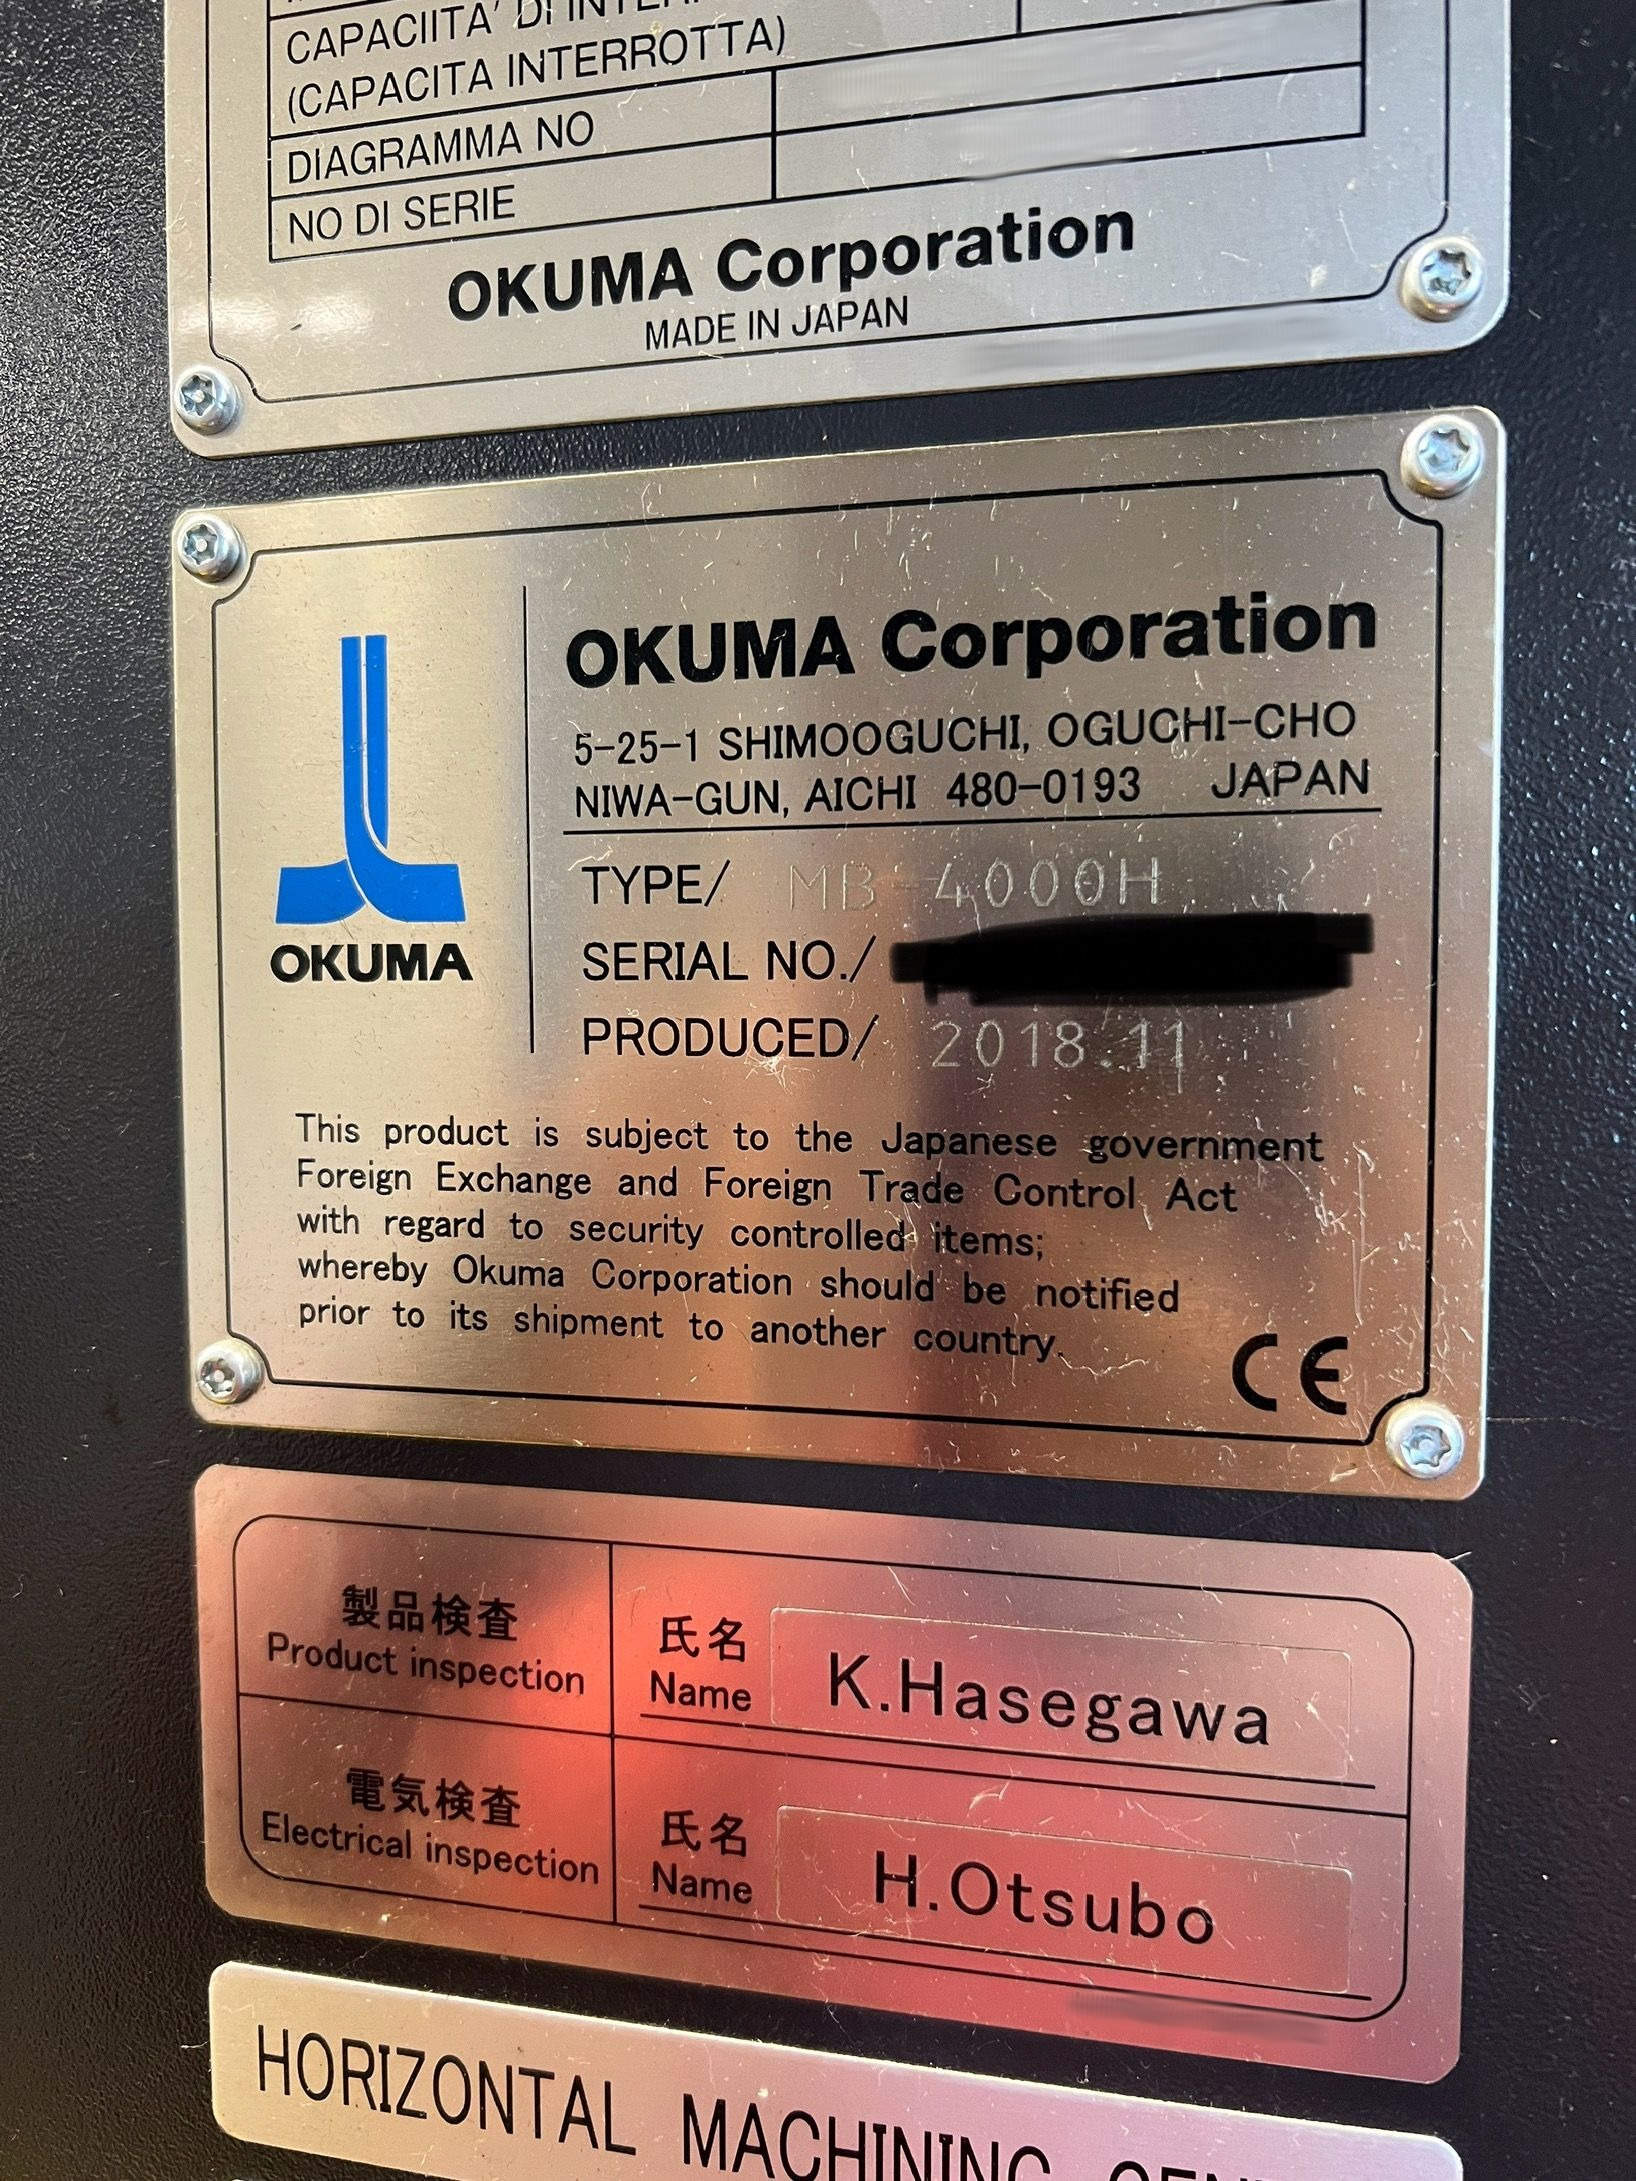 CAPACIITA' DI
(CAPACITA INTERROTTA)
DIAGRAMMA NO
NO DI SERIE
OKUMA Corporation
MADE IN JAPAN
OKUMA
OKUMA Corporation
5-25-1 SHIMOOGUCHI, OGUCHI-CHO
NIWA-GUN, AICHI 480-0193 JAPAN
TYPE/ MB-4000H
SERIAL NO./
PRODUCED/ 2018.11
This product is subject to the Japanese government
Foreign Exchange and Foreign Trade Control Act
with regard to security controlled items;
whereby Okuma Corporation should be notified
prior to its shipment to another country.
CE
製品検査
Product inspection
氏名
Name
K.Hasegawa
電気検査
Electrical inspection
氏名
Name
H.Otsubo
HORIZONTAL MACHINING